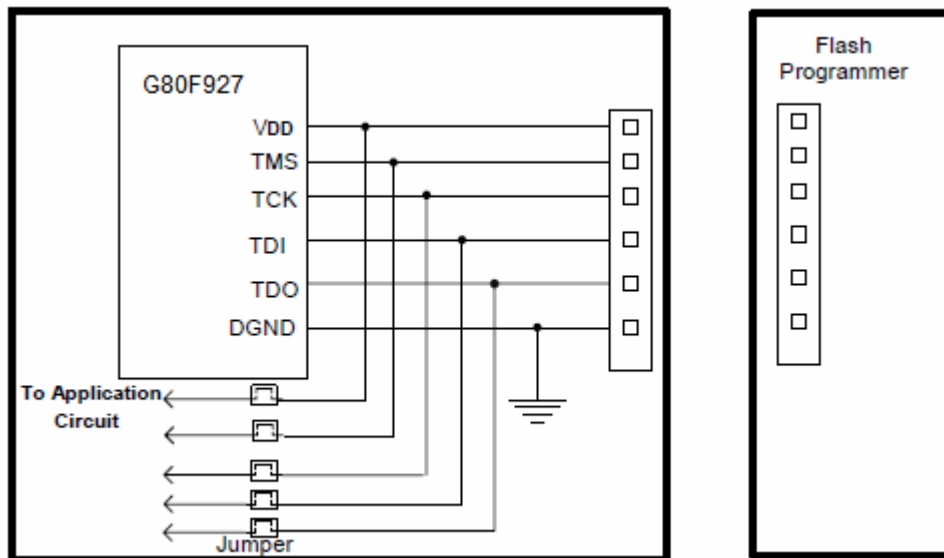 G80F927
VDD
TMS
TCK
TDI
TDO
DGND
To Application
Circuit
Jumper
Flash
Programmer